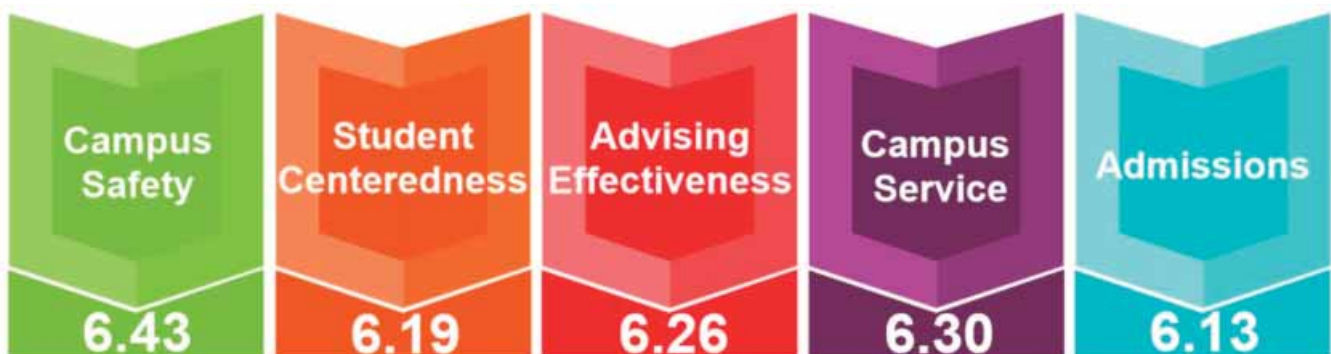 Campus
Safety
6.43
Student
Centeredness
6.19
Advising
Effectiveness
6.26
Campus
Service
6.30
Admissions
6.13